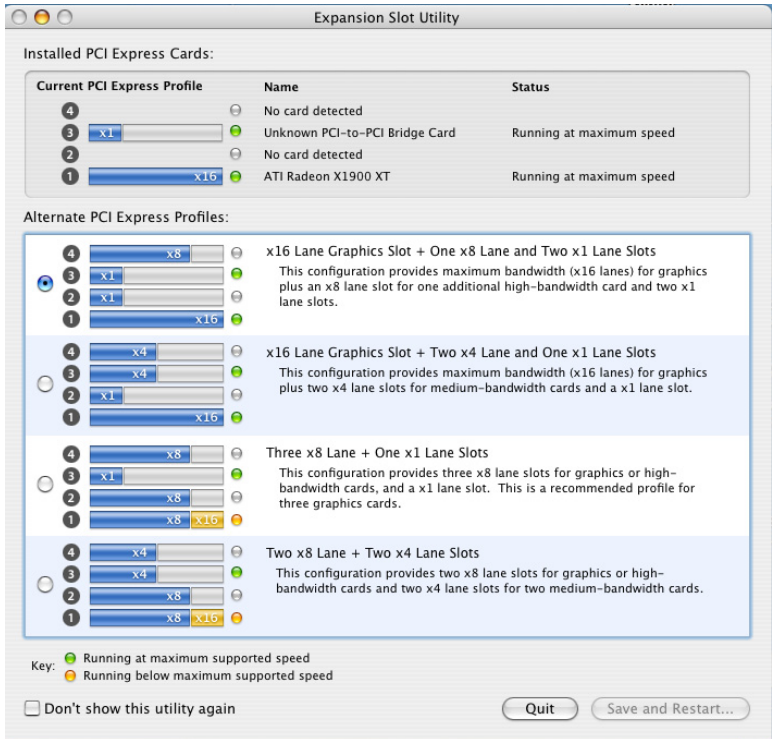 Expansion Slot Utility
Installed PCI Express Cards:
Current PCI Express Profile Name Status
4 No card detected
3 x1 Unknown PCI-to-PCI Bridge Card Running at maximum speed
2 No card detected
1 x16 ATI Radeon X1900 XT Running at maximum speed
Alternate PCI Express Profiles:
4 x8
3 x1
2 x1
1 x16
x16 Lane Graphics Slot + One x8 Lane and Two x1 Lane Slots
This configuration provides maximum bandwidth (x16 lanes) for graphics
plus an x8 lane slot for one additional high-bandwidth card and two x1
lane slots.
4 x4
3 x4
2 x1
1 x16
x16 Lane Graphics Slot + Two x4 Lane and One x1 Lane Slots
This configuration provides maximum bandwidth (x16 lanes) for graphics
plus two x4 lane slots for medium-bandwidth cards and a x1 lane slot.
4 x8
3 x1
2 x8
1 x8 x16
Three x8 Lane + One x1 Lane Slots
This configuration provides three x8 lane slots for graphics or high-
bandwidth cards, and a x1 lane slot. This is a recommended profile for
three graphics cards.
4 x4
3 x4
2 x8
1 x8 x16
Two x8 Lane + Two x4 Lane Slots
This configuration provides two x8 lane slots for graphics or high-
bandwidth cards and two x4 lane slots for two medium-bandwidth cards.
Key: Running at maximum supported speed
Running below maximum supported speed
Don't show this utility again
Quit
Save and Restart...